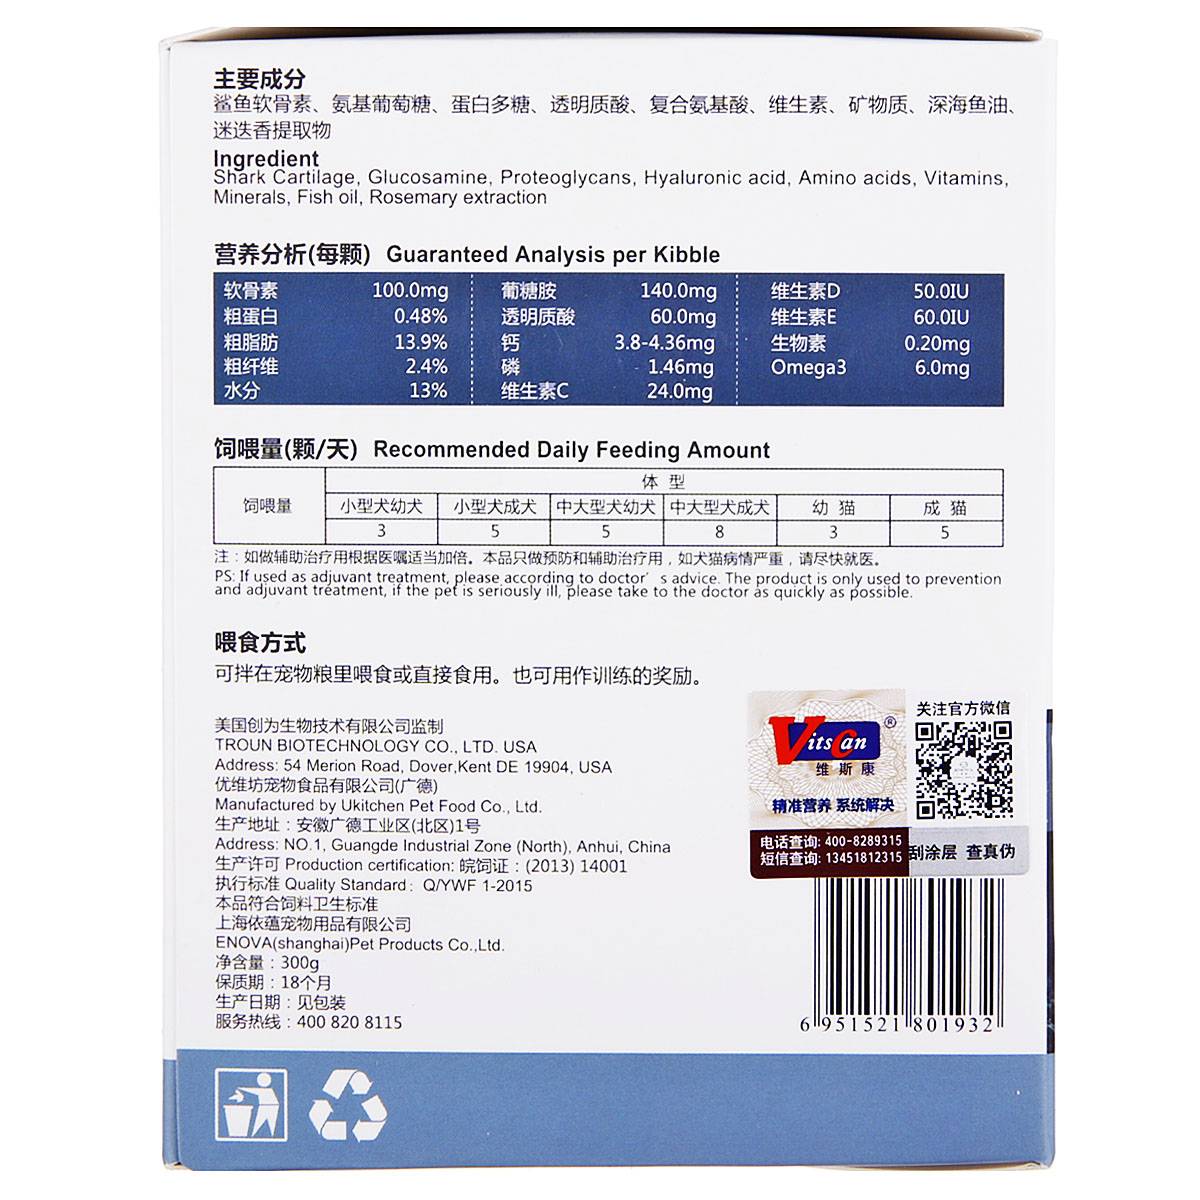 主要成分
鲨鱼软骨素、氨基葡萄糖、蛋白多糖、透明质酸、复合氨基酸、维生素、矿物质、深海鱼油、
迷迭香提取物
Ingredient
Shark Cartilage, Glucosamine, Proteoglycans, Hyaluronic acid, Amino acids, Vitamins,
Minerals, Fish oil, Rosemary extraction
营养分析(每颗) Guaranteed Analysis per Kibble
软骨素 100.0mg 葡糖胺 140.0mg 维生素D 50.0IU
粗蛋白 0.48% 透明质酸 60.0mg 维生素E 60.0IU
粗脂肪 13.9% 钙 3.8-4.36mg 生物素 0.20mg
粗纤维 2.4% 磷 1.46mg Omega3 6.0mg
水分 13% 维生素C 24.0mg
饲喂量(颗/天) Recommended Daily Feeding Amount
体 型
饲喂量 小型犬幼犬 小型犬成犬 中大型犬幼犬 中大型犬成犬 幼 猫 成 猫
3 5 5 8 3 5
注：如做辅助治疗用根据医嘱适当加倍。本品只做预防和辅助治疗用，如犬猫病情严重，请尽快就医。
PS: If used as adjuvant treatment, please according to doctor' s advice. The product is only used to prevention
and adjuvant treatment, if the pet is seriously ill, please take to the doctor as quickly as possible.
喂食方式
可拌在宠物粮里喂食或直接食用。也可用作训练的奖励。
美国创为生物技术有限公司监制
TROUN BIOTECHNOLOGY CO., LTD. USA
Address: 54 Merion Road, Dover,Kent DE 19904, USA
优维坊宠物食品有限公司(广德)
Manufactured by Ukitchen Pet Food Co., Ltd.
生产地址：安徽广德工业区(北区)1号
Address: NO.1, Guangde Industrial Zone (North), Anhui, China
生产许可 Production certification: 皖饲证：(2013) 14001
执行标准 Quality Standard：Q/YWF 1-2015
本品符合饲料卫生标准
上海依蕴宠物用品有限公司
ENOVA(shanghai)Pet Products Co.,Ltd.
净含量：300g
保质期：18个月
生产日期：见包装
服务热线：400 820 8115
关注官方微信
VitsCan ®
维斯康
精准营养 系统解决
电话查询: 400-8289315
短信查询: 13451812315
刮涂层 查真伪
6 951521 801932